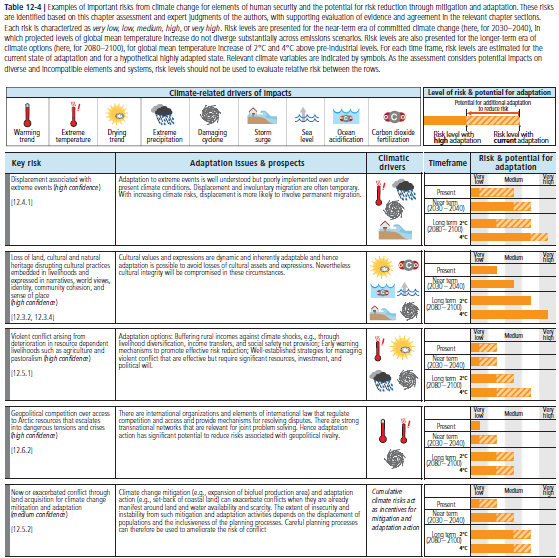 Table 12-4 | Examples of important risks from climate change for elements of human security and the potential for risk reduction through mitigation and adaptation. These risks
are identified based on this chapter assessment and expert judgments of the authors, with supporting evaluation of evidence and agreement in the relevant chapter sections.
Each risk is characterized as very low, low, medium, high, or very high. Risk levels are presented for the near-term era of committed climate change (here, for 2030–2040), in
which projected levels of global mean temperature increase do not diverge substantially across emissions scenarios. Risk levels are also presented for the longer-term era of
climate options (here, for 2080–2100), for global mean temperature increase of 2°C and 4°C above pre-industrial levels. For each time frame, risk levels are estimated for the
current state of adaptation and for a hypothetical highly adapted state. Relevant climate variables are indicated by symbols. As the assessment considers potential impacts on
diverse and incompatible elements and systems, risk levels should not be used to evaluate relative risk between the rows.
Climate-related drivers of impacts
Warming
trend
Extreme
temperature
Drying
trend
Extreme
precipitation
Damaging
cyclone
Storm
surge
Sea
level
Ocean
acidification
Carbon dioxide
fertilization
Level of risk & potential for adaptation
Potential for additional adaptation
to reduce risk
Risk level with
high adaptation
Risk level with
current adaptation
Key risk
Adaptation issues & prospects
Climatic
drivers
Timeframe
Risk & potential for
adaptation
Displacement associated with
extreme events (high confidence)
[12.4.1]
Adaptation to extreme events is well understood but poorly implemented even under
present climate conditions. Displacement and involuntary migration are often temporary.
With increasing climate risks, displacement is more likely to involve permanent migration.
Very
low
Medium
Very
high
Present
Near term
(2030–2040)
Long term 2°C
(2080–2100)
4°C
Loss of land, cultural and natural
heritage disrupting cultural practices
embedded in livelihoods and
expressed in narratives, world views,
identity, community cohesion, and
sense of place
(high confidence)
[12.3.2, 12.3.4]
Cultural values and expressions are dynamic and inherently adaptable and hence
adaptation is possible to avoid losses of cultural assets and expressions. Nevertheless
cultural integrity will be compromised in these circumstances.
CO2
Very
low
Medium
Very
high
Present
Near term
(2030–2040)
Long term 2°C
(2080–2100)
4°C
Violent conflict arising from
deterioration in resource dependent
livelihoods such as agriculture and
pastoralism (high confidence)
[12.5.1]
Adaptation options: Buffering rural incomes against climate shocks, e.g., through
livelihood diversification, income transfers, and social safety net provision; Early warning
mechanisms to promote effective risk reduction; Well-established strategies for managing
violent conflict that are effective but require significant resources, investment, and
political will.
Very
low
Medium
Very
high
Present
Near term
(2030–2040)
Long term 2°C
(2080–2100)
4°C
Geopolitical competition over access
to Arctic resources that escalates
into dangerous tensions and crises
(high confidence)
[12.6.2]
There are international organizations and elements of international law that regulate
competition and access and provide mechanisms for resolving disputes. There are strong
transnational networks that are relevant for joint problem solving. Hence adaptation
action has significant potential to reduce risks associated with geopolitical rivalry.
Very
low
Medium
Very
high
Present
Near term
(2030–2040)
Long term 2°C
(2080–2100)
4°C
New or exacerbated conflict through
land acquisition for climate change
mitigation and adaptation
(medium confidence)
[12.5.2]
Climate change mitigation (e.g., expansion of biofuel production area) and adaptation
action (e.g., set-back of coastal land) can exacerbate conflicts when they are already
manifest around land and water availability and scarcity. The extent of insecurity and
instability from such mitigation and adaptation activities depends on the displacement of
populations and the inclusiveness of the planning processes. Careful planning processes
can therefore be used to ameliorate the risk of conflict
Cumulative
climate risks act
as incentives for
mitigation and
adaptation action
Very
low
Medium
Very
high
Present
Near term
(2030–2040)
Long term 2°C
(2080–2100)
4°C